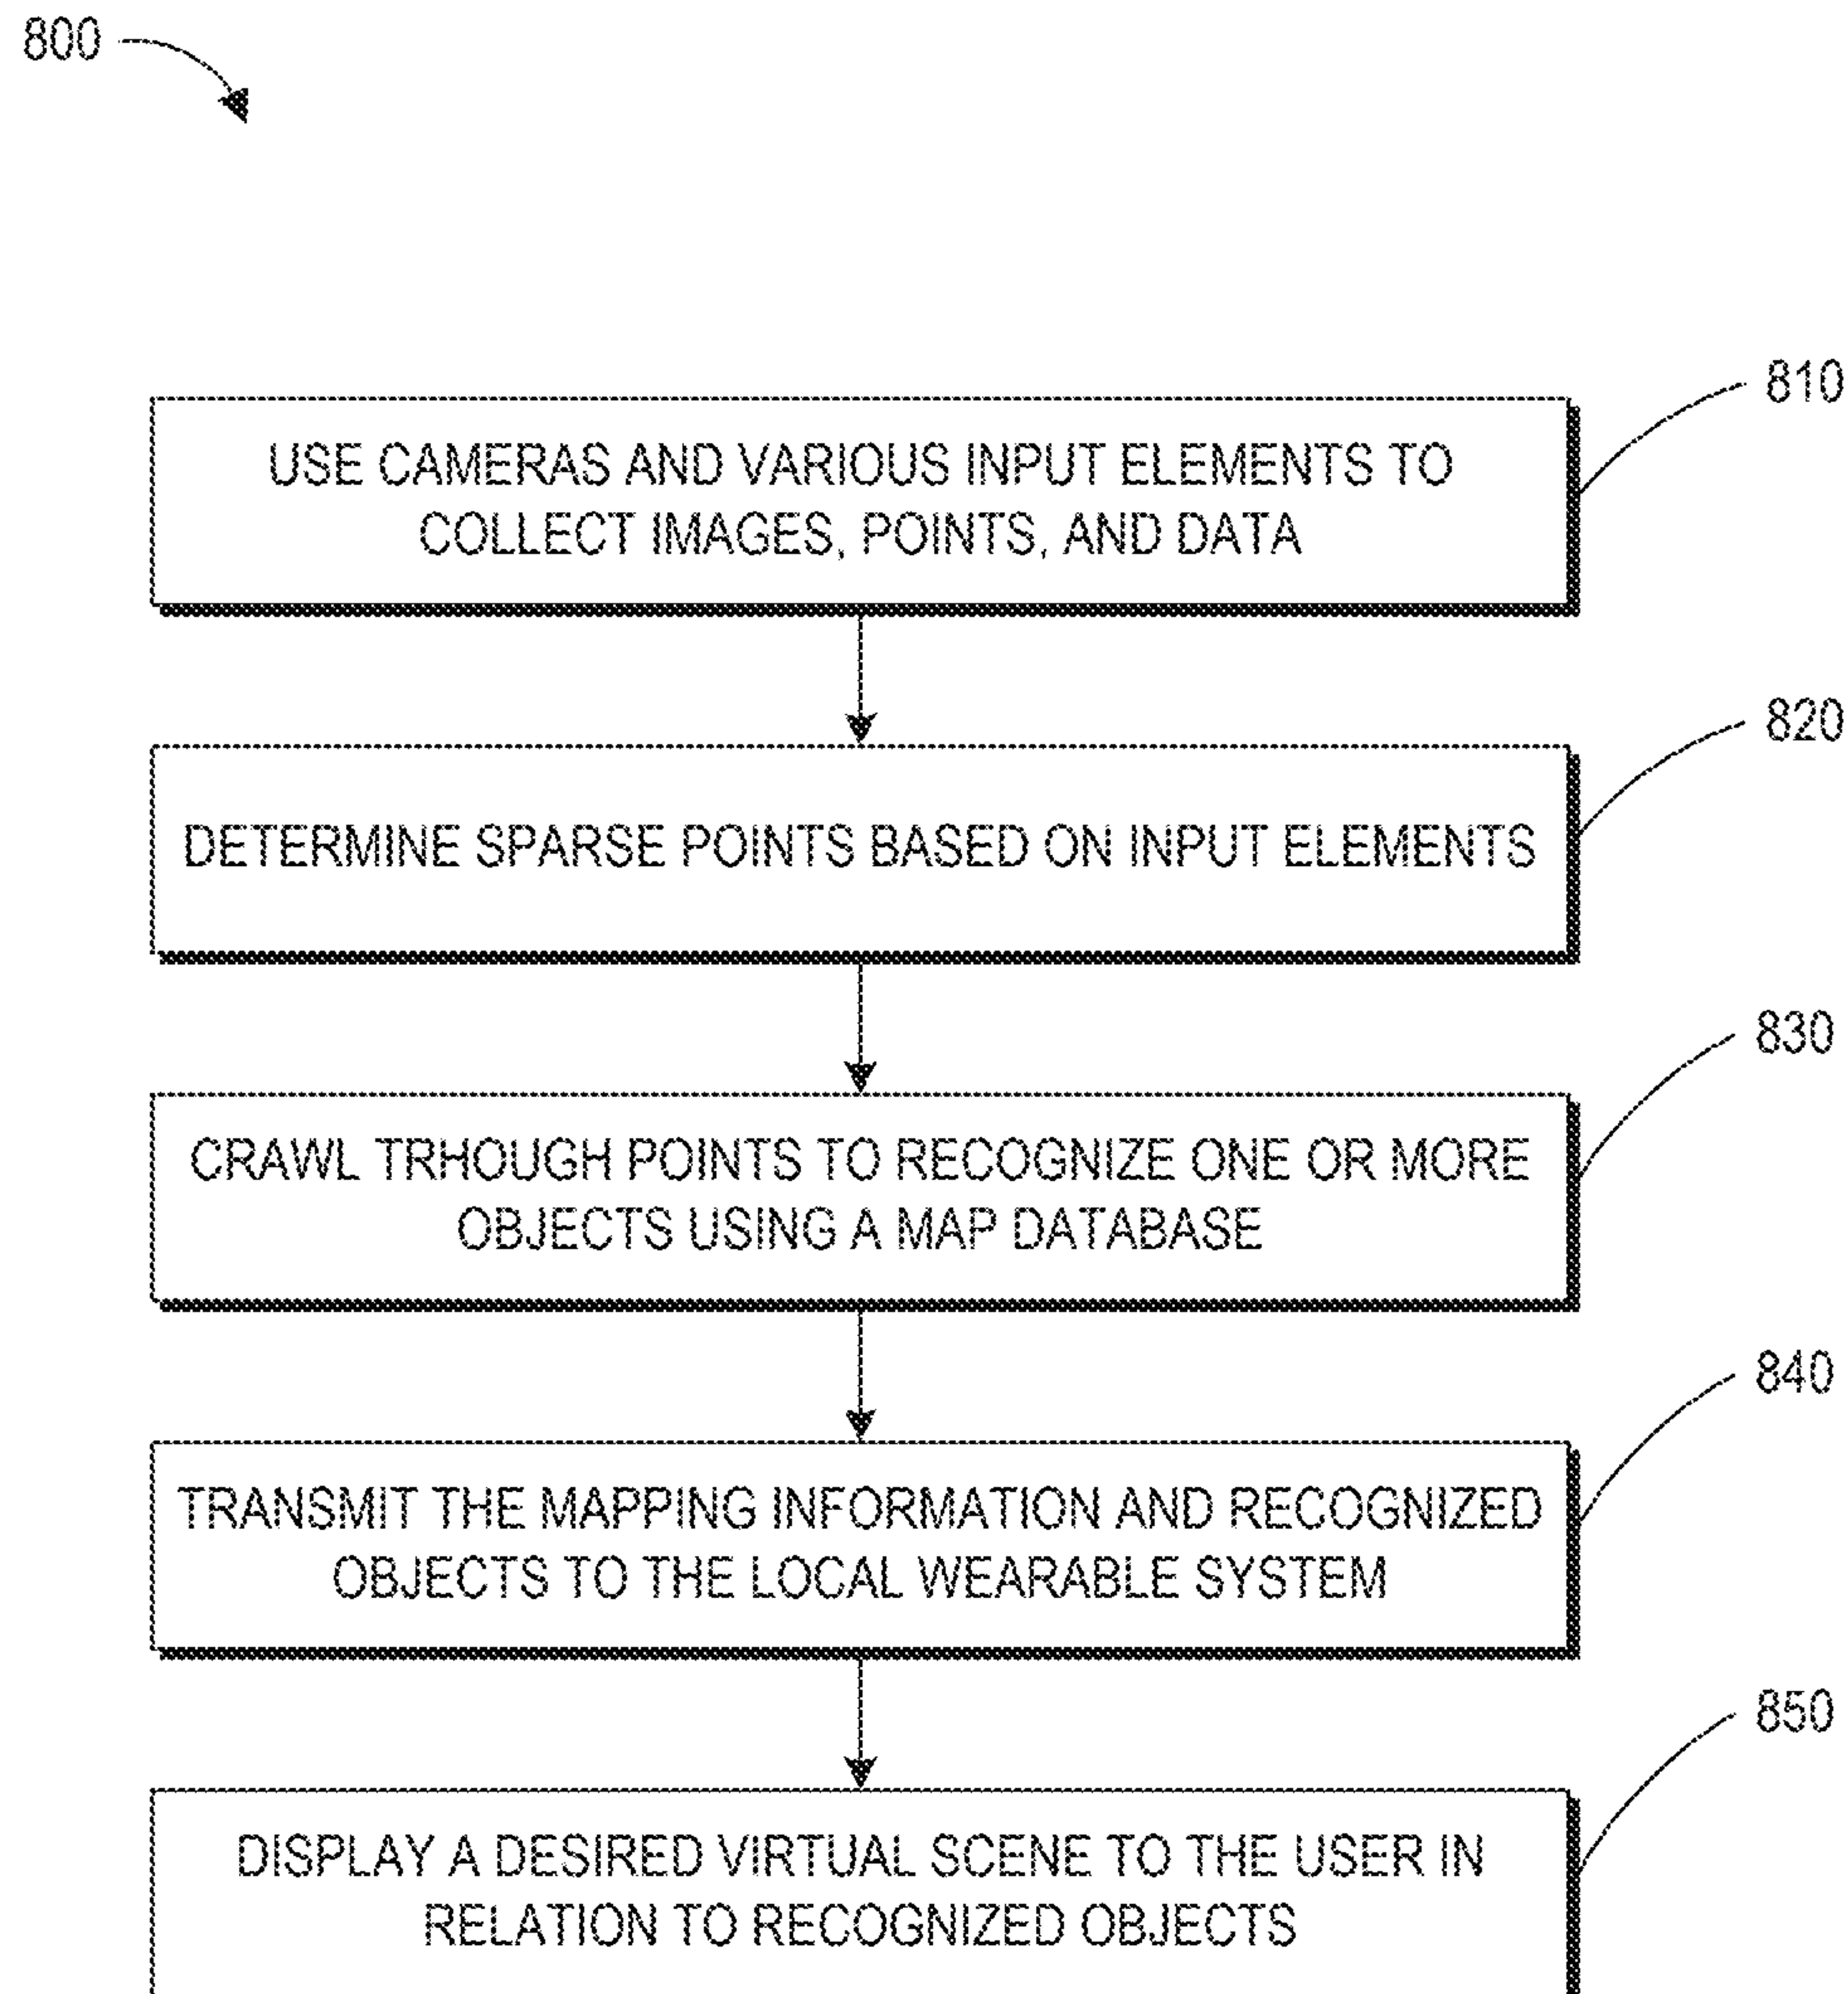 800
810
USE CAMERAS AND VARIOUS INPUT ELEMENTS TO
COLLECT IMAGES, POINTS, AND DATA
820
DETERMINE SPARSE POINTS BASED ON INPUT ELEMENTS
830
CRAWL TRHOUGH POINTS TO RECOGNIZE ONE OR MORE
OBJECTS USING A MAP DATABASE
840
TRANSMIT THE MAPPING INFORMATION AND RECOGNIZED
OBJECTS TO THE LOCAL WEARABLE SYSTEM
850
DISPLAY A DESIRED VIRTUAL SCENE TO THE USER IN
RELATION TO RECOGNIZED OBJECTS